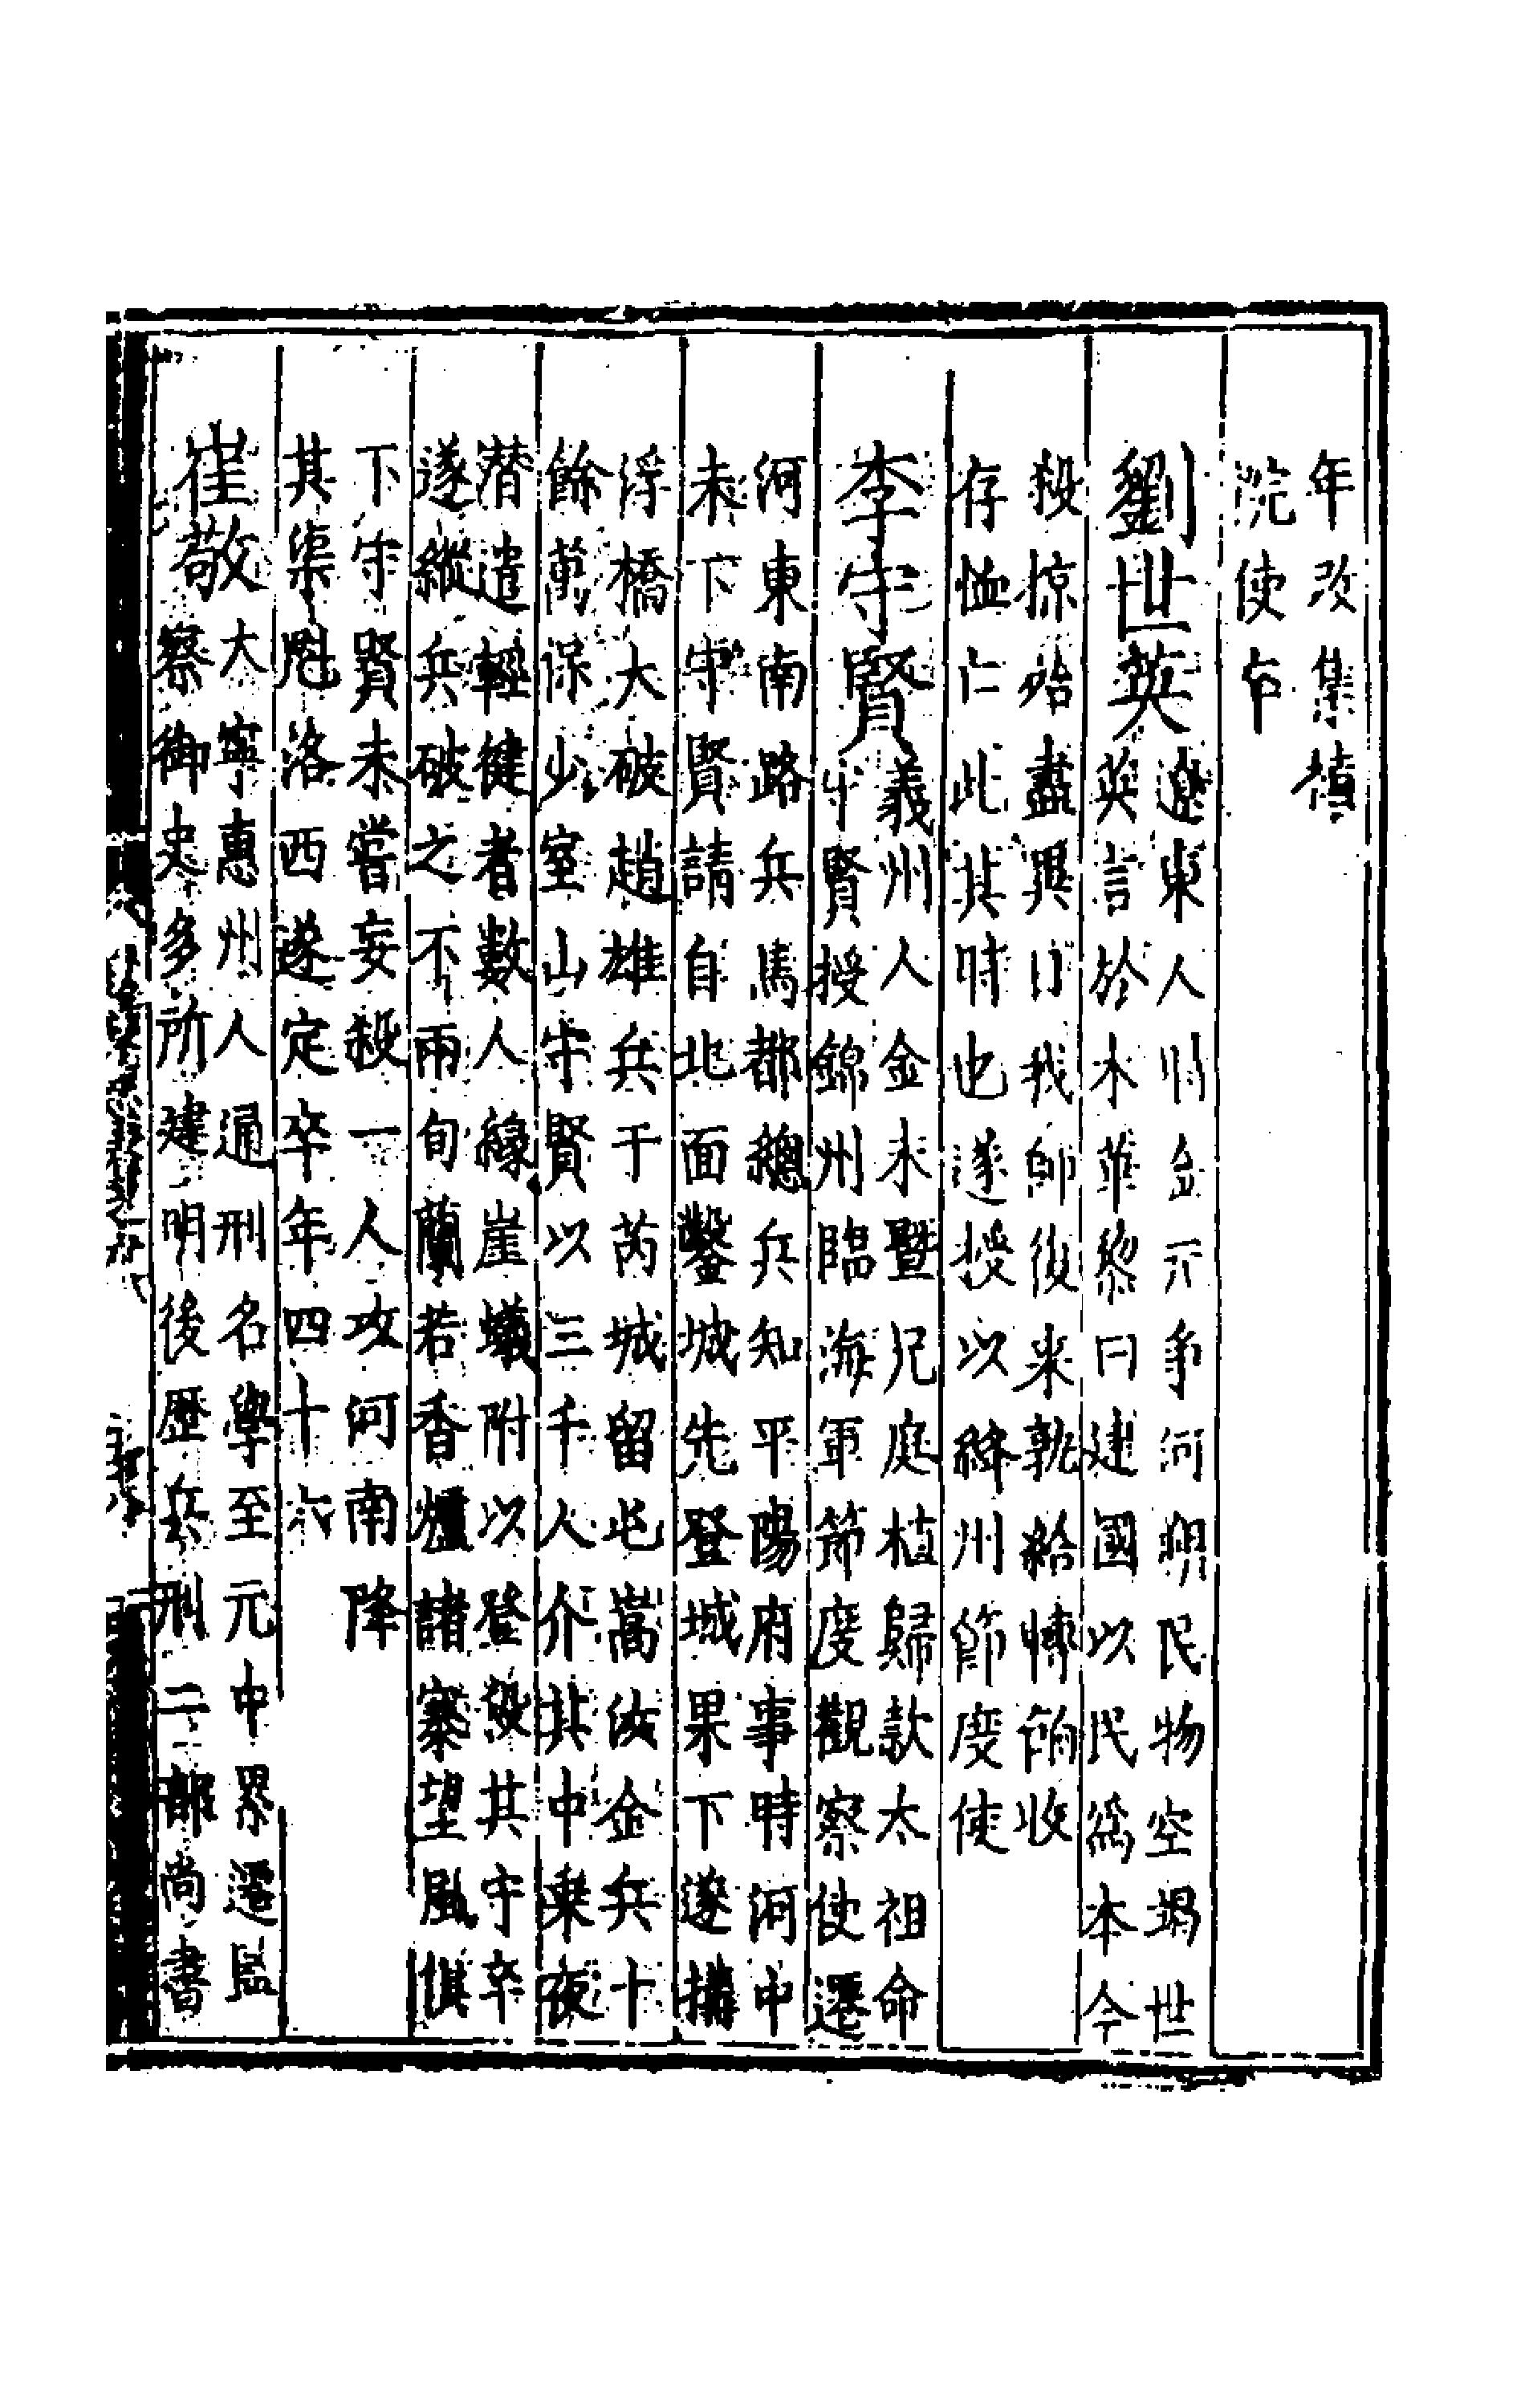 年改集禧
院使卒
劉世英遼東人時金元爭河朔民物空竭世
英言於木華黎曰建國以民爲本今
殺掠殆盡異日我師復来孰給憤餉收
存恤亡此其時也遂授以絳州節度使
李守賢義州人金末暨兄庭植歸款太祖命
守賢授錦州臨海軍節度觀察使遷
河東南路兵馬都總兵知平陽府事時河中
未下守賢請自北面鑿城先登城果下遂搆
浮橋大破趙雄兵于芮城留屯嵩汝金兵十
餘萬保少室山守賢以三千人介其中乗夜
潜遣輕健者數人緣崖蟻附以登殺其守卒
遂縱兵破之不兩旬蘭若香爐諸寨望風俱
下守賢未嘗妄殺一人攻河南降
其渠魁洛西遂定卒年四十六
崔敬大寧惠州人通刑名學至元中累遷監
察御史多所建明後歷兵刑二部尚書